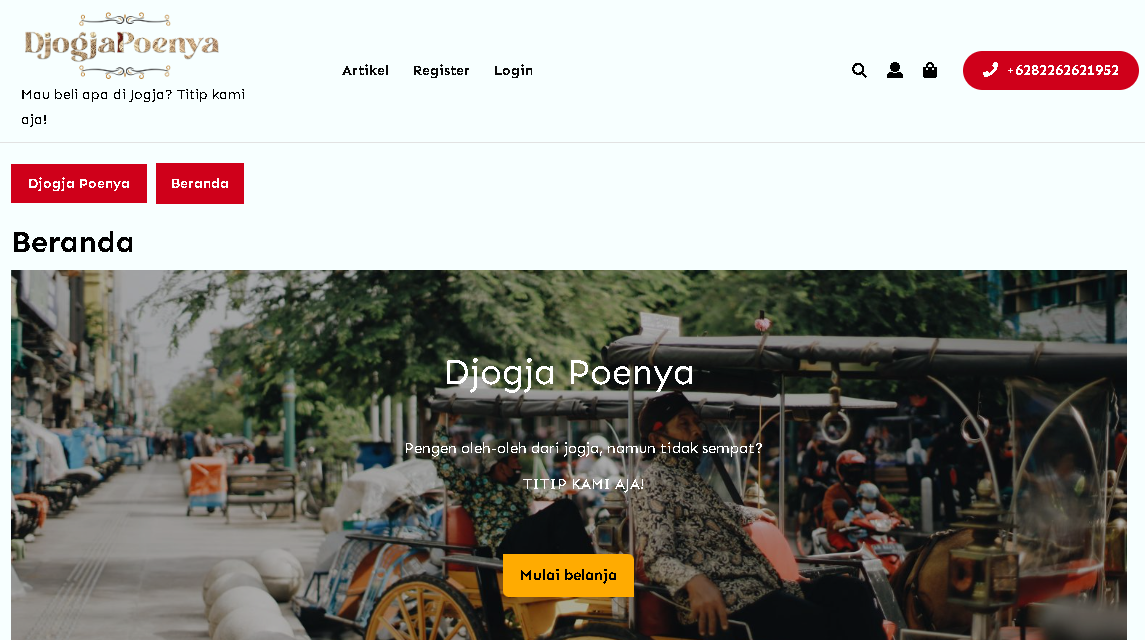 DjogjaPoenya
Mau beli apa di Jogja? Titip kami
aja!
Artikel Register Login
+6282262621952
Djogja Poenya Beranda
Beranda
Djogja Poenya
Pengen oleh-oleh dari jogja, namun tidak sempat?
TITIP KAMI AJA!
Mulai belanja